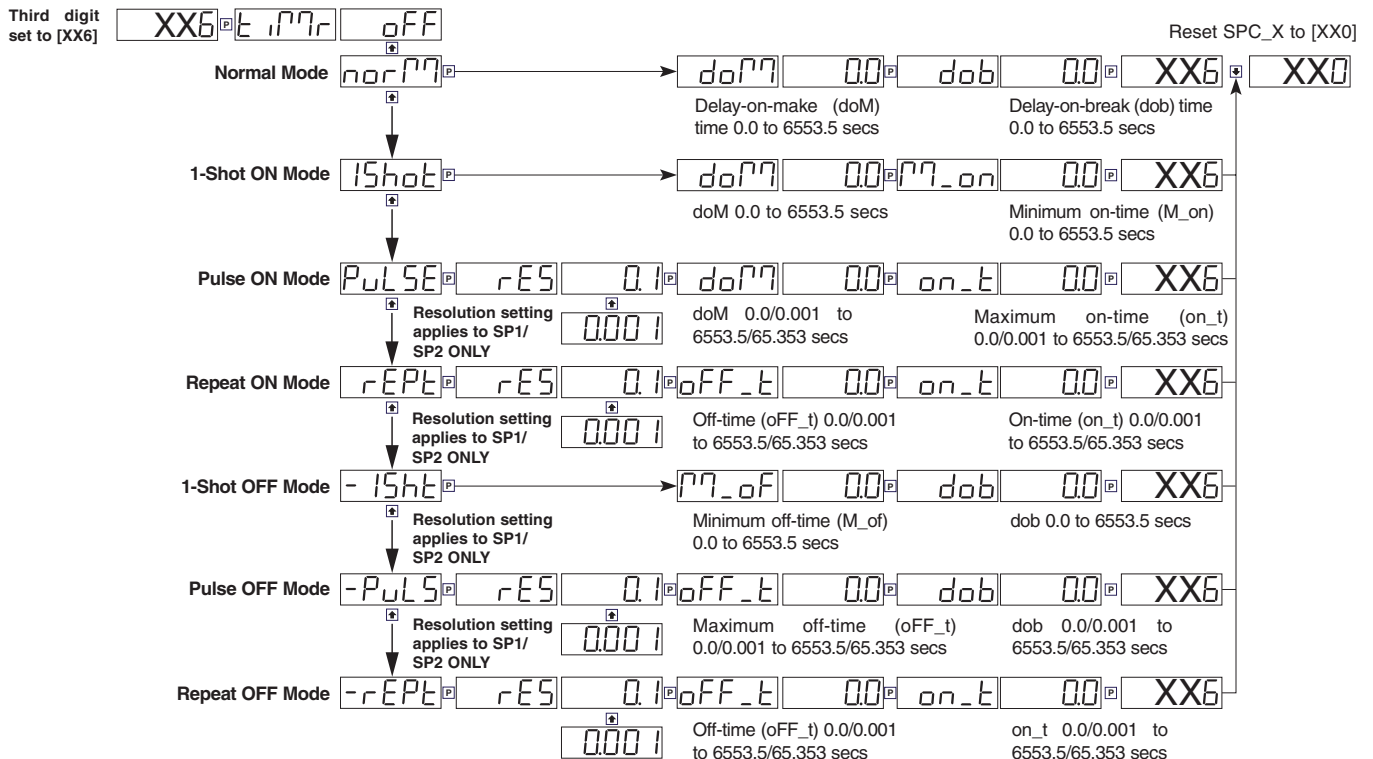 Third digit
set to [XX6]
XX6 P t iMr oFF
Reset SPC_X to [XX0]
Normal Mode norM P doM 0.0 P dob 0.0 P XX6 XX0
Delay-on-make (doM)
time 0.0 to 6553.5 secs
Delay-on-break (dob) time
0.0 to 6553.5 secs
1-Shot ON Mode 1Shot P doM 0.0 P M_on 0.0 P XX6
doM 0.0 to 6553.5 secs
Minimum on-time (M_on)
0.0 to 6553.5 secs
Pulse ON Mode PuLSE P rES 0.1 P doM 0.0 P on_t 0.0 P XX6
Resolution setting
applies to SP1/
SP2 ONLY
0.001
doM 0.0/0.001 to
6553.5/65.353 secs
Maximum on-time (on_t)
0.0/0.001 to 6553.5/65.353 secs
Repeat ON Mode rEPt P rES 0.1 P oFF_t 0.0 P on_t 0.0 P XX6
Resolution setting
applies to SP1/
SP2 ONLY
0.001
Off-time (oFF_t) 0.0/0.001
to 6553.5/65.353 secs
On-time (on_t) 0.0/0.001
to 6553.5/65.353 secs
1-Shot OFF Mode -1Sht P M_oF 0.0 P dob 0.0 P XX6
Resolution setting
applies to SP1/
SP2 ONLY
Minimum off-time (M_of)
0.0 to 6553.5 secs
dob 0.0 to 6553.5 secs
Pulse OFF Mode -PuLS P rES 0.1 P oFF_t 0.0 P dob 0.0 P XX6
Resolution setting
applies to SP1/
SP2 ONLY
0.001
Maximum off-time (oFF_t)
0.0/0.001 to 6553.5/65.353 secs
dob 0.0/0.001 to
6553.5/65.353 secs
Repeat OFF Mode -rEPt P rES 0.1 P oFF_t 0.0 P on_t 0.0 P XX6
0.001
Off-time (oFF_t) 0.0/0.001
to 6553.5/65.353 secs
on_t 0.0/0.001 to
6553.5/65.353 secs